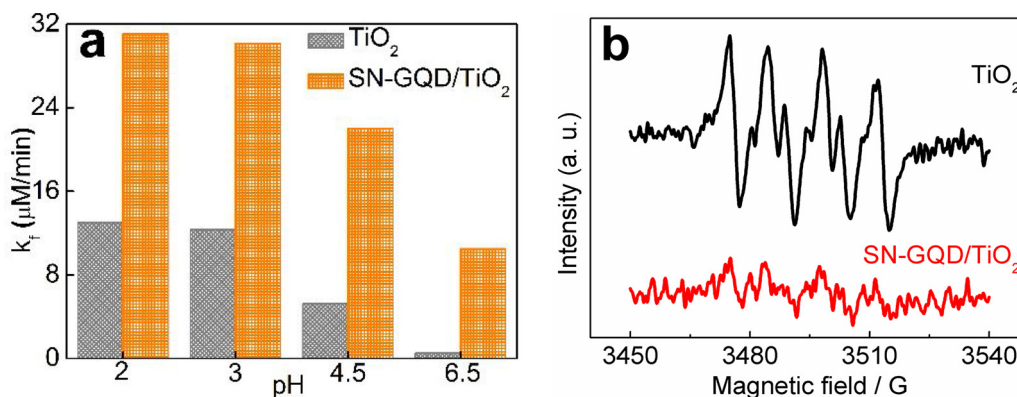 a
TiO₂
SN-GQD/TiO₂
32
24
16
8
0
k_f (μM/min)
2
3
4.5
6.5
pH
b
TiO₂
SN-GQD/TiO₂
Intensity (a. u.)
3450
3480
3510
3540
Magnetic field / G